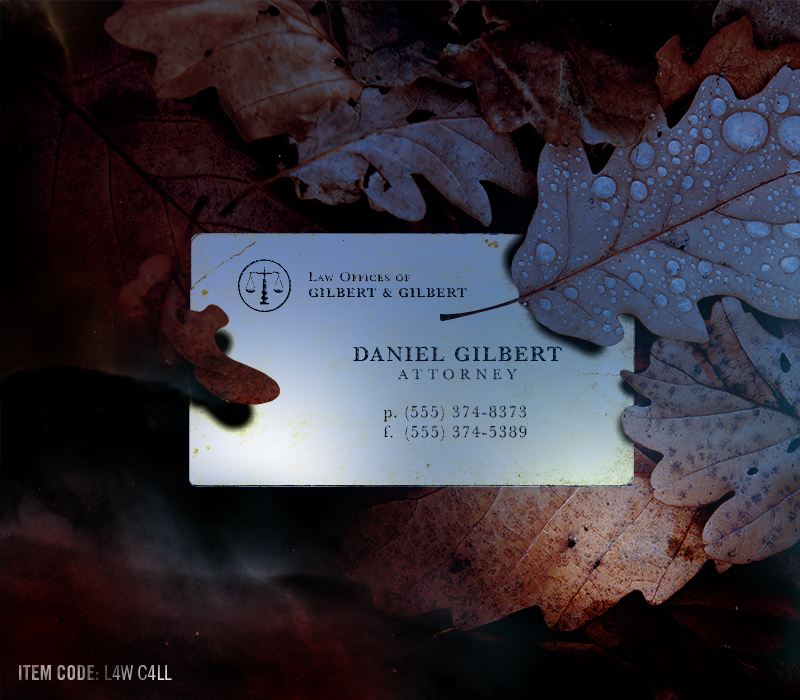 Law Offices of
GILBERT & GILBERT
DANIEL GILBERT
ATTORNEY
p. (555) 374-8373
f. (555) 374-5389
ITEM CODE: L4W C4LL